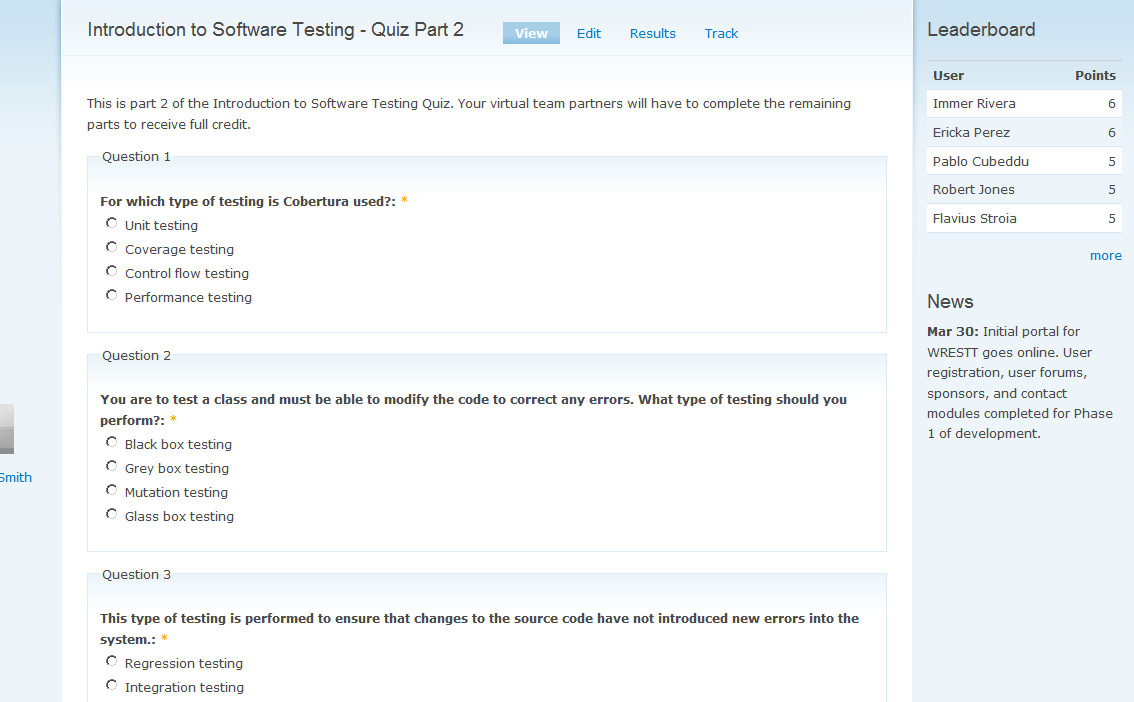 Introduction to Software Testing - Quiz Part 2
View Edit Results Track
This is part 2 of the Introduction to Software Testing Quiz. Your virtual team partners will have to complete the remaining
parts to receive full credit.
Question 1
For which type of testing is Cobertura used?: *
Unit testing
Coverage testing
Control flow testing
Performance testing
Question 2
You are to test a class and must be able to modify the code to correct any errors. What type of testing should you
perform?: *
Black box testing
Grey box testing
Mutation testing
Glass box testing
Question 3
This type of testing is performed to ensure that changes to the source code have not introduced new errors into the
system.: *
Regression testing
Integration testing
Smith
Leaderboard
User Points
Immer Rivera 6
Ericka Perez 6
Pablo Cubeddu 5
Robert Jones 5
Flavius Stroia 5
more
News
Mar 30: Initial portal for
WRESTT goes online. User
registration, user forums,
sponsors, and contact
modules completed for Phase
1 of development.